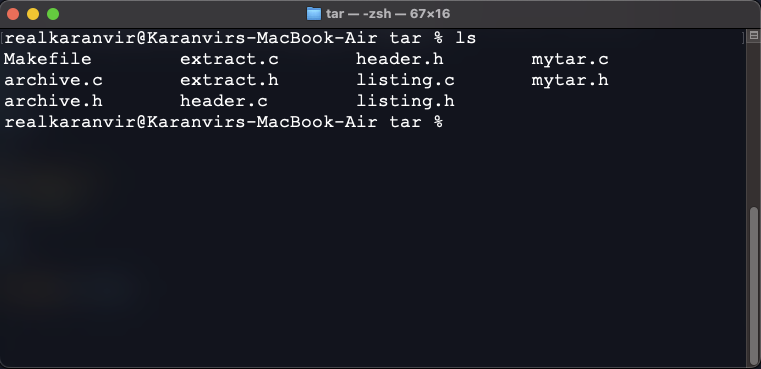 tar — -zsh — 67×16
realkaranvir@Karanvirs-MacBook-Air tar % ls
Makefile extract.c header.h mytar.c
archive.c extract.h listing.c mytar.h
archive.h header.c listing.h
realkaranvir@Karanvirs-MacBook-Air tar %